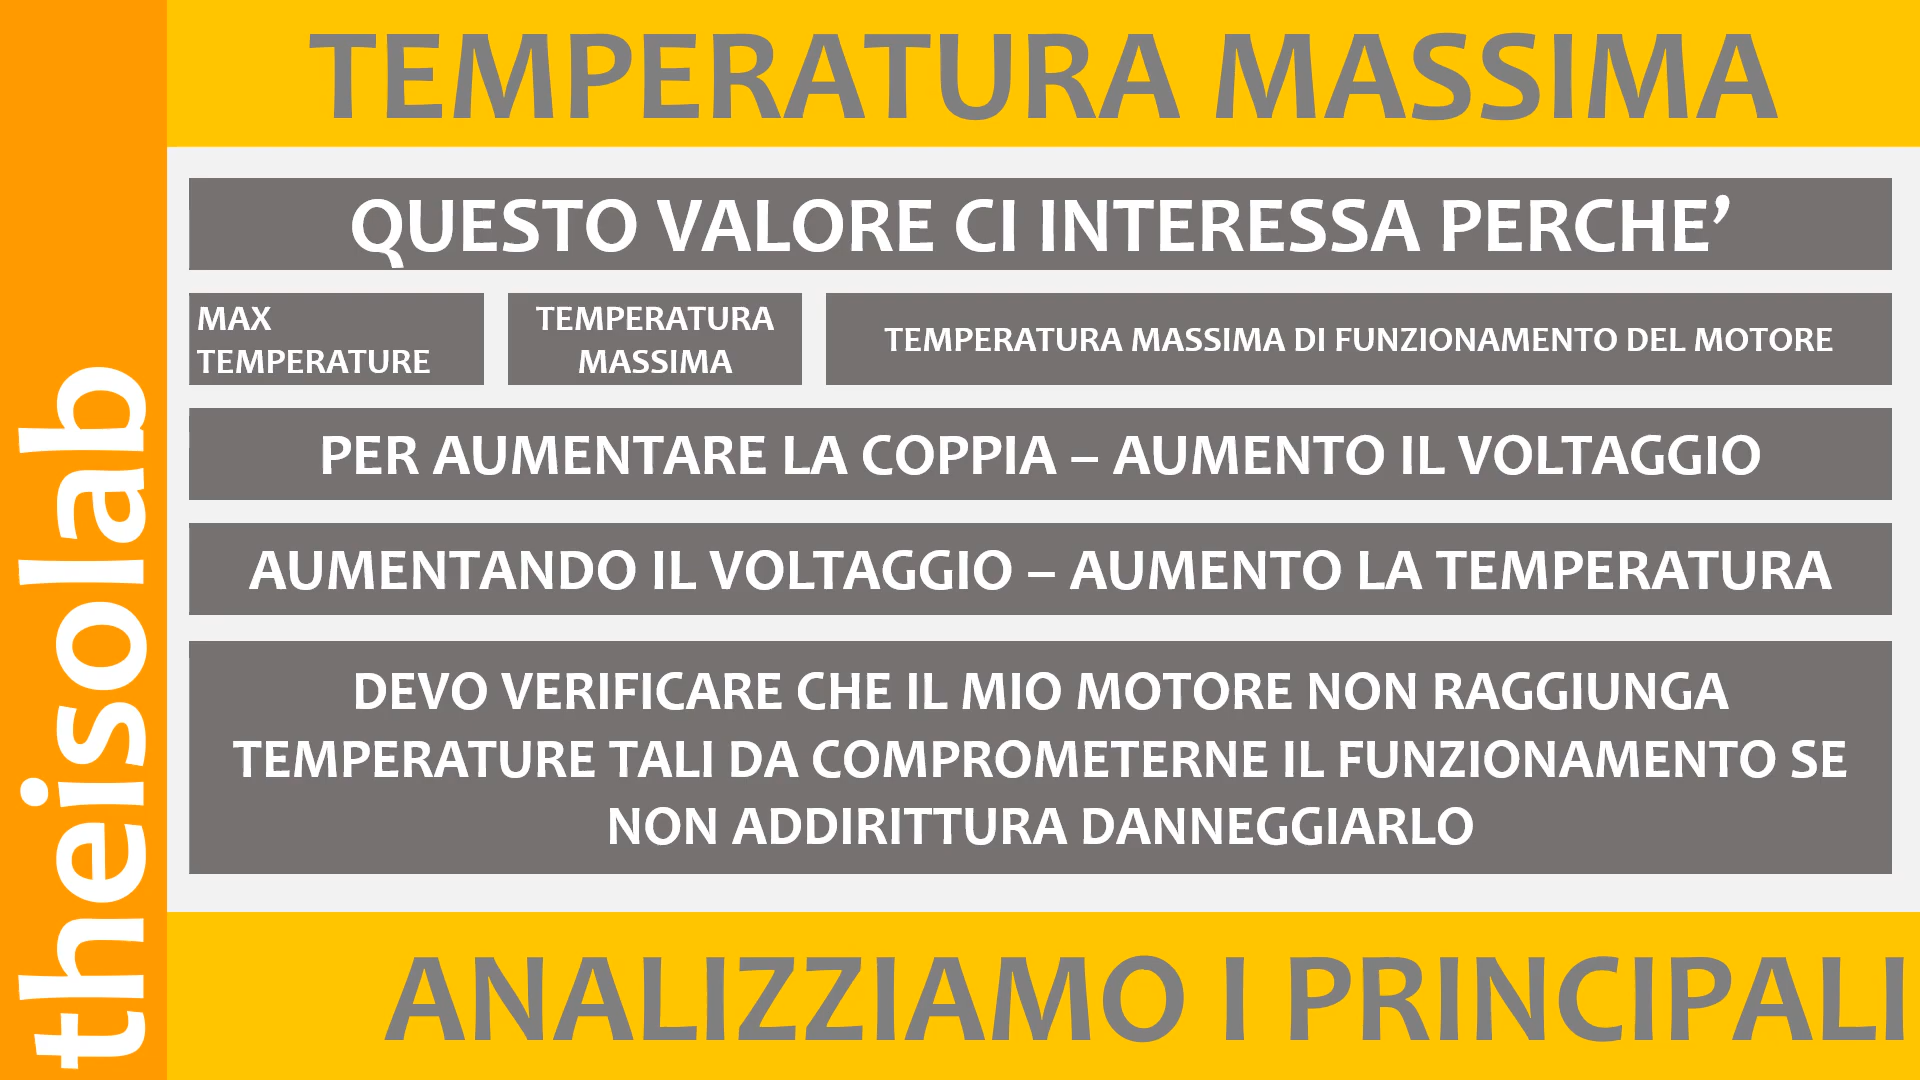 TEMPERATURA MASSIMA
QUESTO VALORE CI INTERESSA PERCHE’
MAX
TEMPERATURE
TEMPERATURA
MASSIMA
TEMPERATURA MASSIMA DI FUNZIONAMENTO DEL MOTORE
PER AUMENTARE LA COPPIA – AUMENTO IL VOLTAGGIO
AUMENTANDO IL VOLTAGGIO – AUMENTO LA TEMPERATURA
DEVO VERIFICARE CHE IL MIO MOTORE NON RAGGIUNGA
TEMPERATURE TALI DA COMPROMETERNE IL FUNZIONAMENTO SE
NON ADDIRITTURA DANNEGGIARLO
ANALIZZIAMO I PRINCIPALI
theisolab